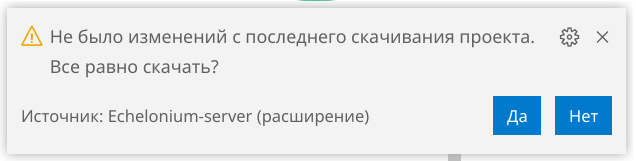 Не было изменений с последнего скачивания проекта.
Все равно скачать?
Источник: Echelonium-server (расширение)
Да
Нет